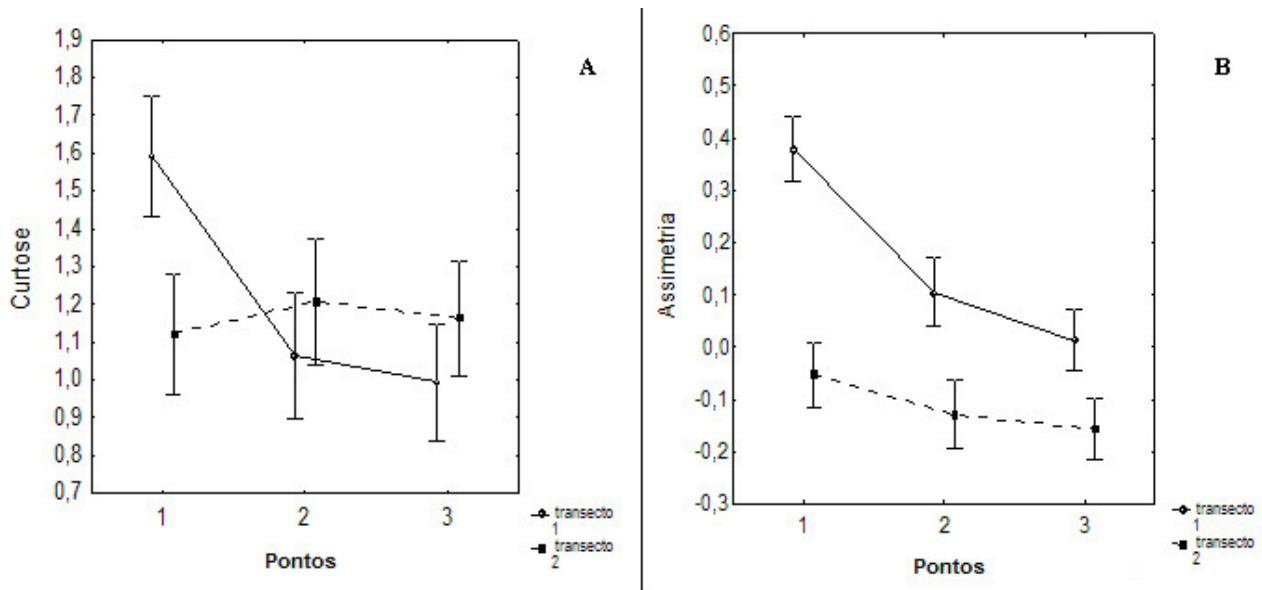 A
Curtose
1,9
1,8
1,7
1,6
1,5
1,4
1,3
1,2
1,1
1,0
0,9
0,8
0,7
1 2 3
Pontos
transecto
1
transecto
2
B
Assimetria
0,6
0,5
0,4
0,3
0,2
0,1
0,0
-0,1
-0,2
-0,3
1 2 3
Pontos
transecto
1
transecto
2